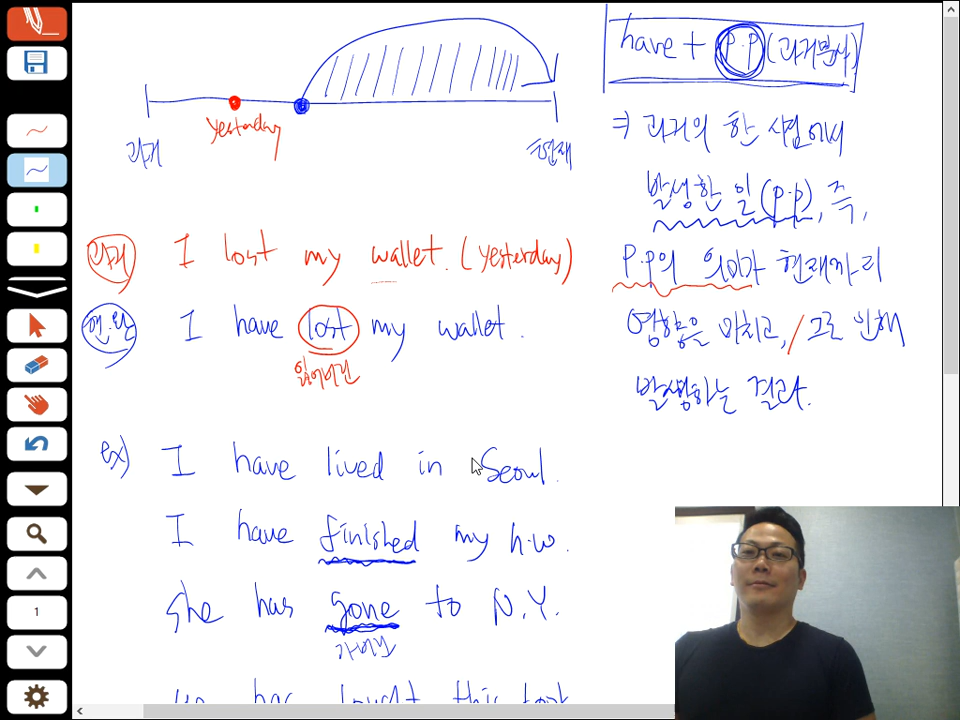 have + P.P (과거분사)
yesterday
과거
현재
⇒ 과거의 한 시점에서
발생한 일(P.P), 즉,
P.P의 의미가 현재까지
영향을 미치고, / 그로 인해
발생하는 결과.
과거 I lost my wallet. (yesterday)
현.완 I have lost my wallet.
잃어버린
ex) I have lived in Seoul.
I have finished my h.w.
she has gone to N.Y.
has this
1